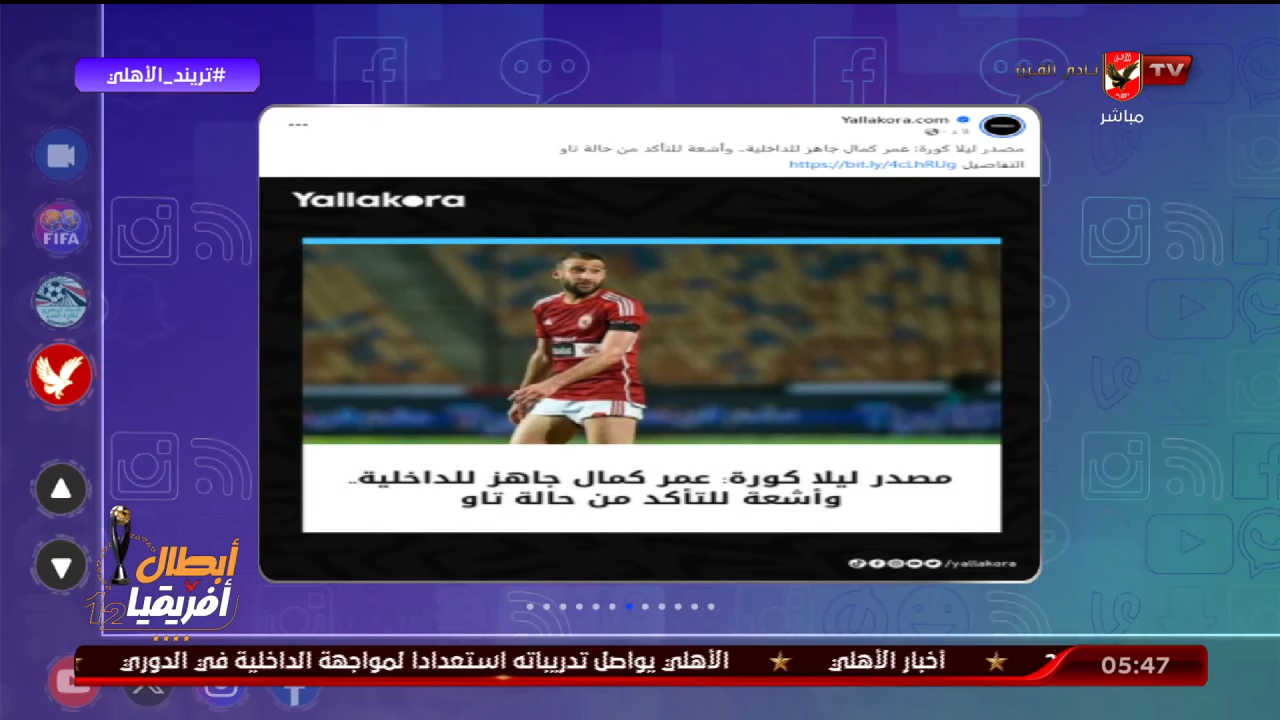 #تريند_الأهلي
نادي القرن
TV
مباشر
Yallakora.com
مصدر ليلا كورة: عمر كمال جاهز للداخلية.. وأشعة للتأكد من حالة تاو
التفاصيل https://bit.ly/4cLhRUg
Yallakora
مصدر ليلا كورة: عمر كمال جاهز للداخلية..
وأشعة للتأكد من حالة تاو
/yallakora
FIFA
أبطال
أفريقيا
12
05:47
أخبار الأهلي
الأهلي يواصل تدريباته استعدادا لمواجهة الداخلية في الدوري